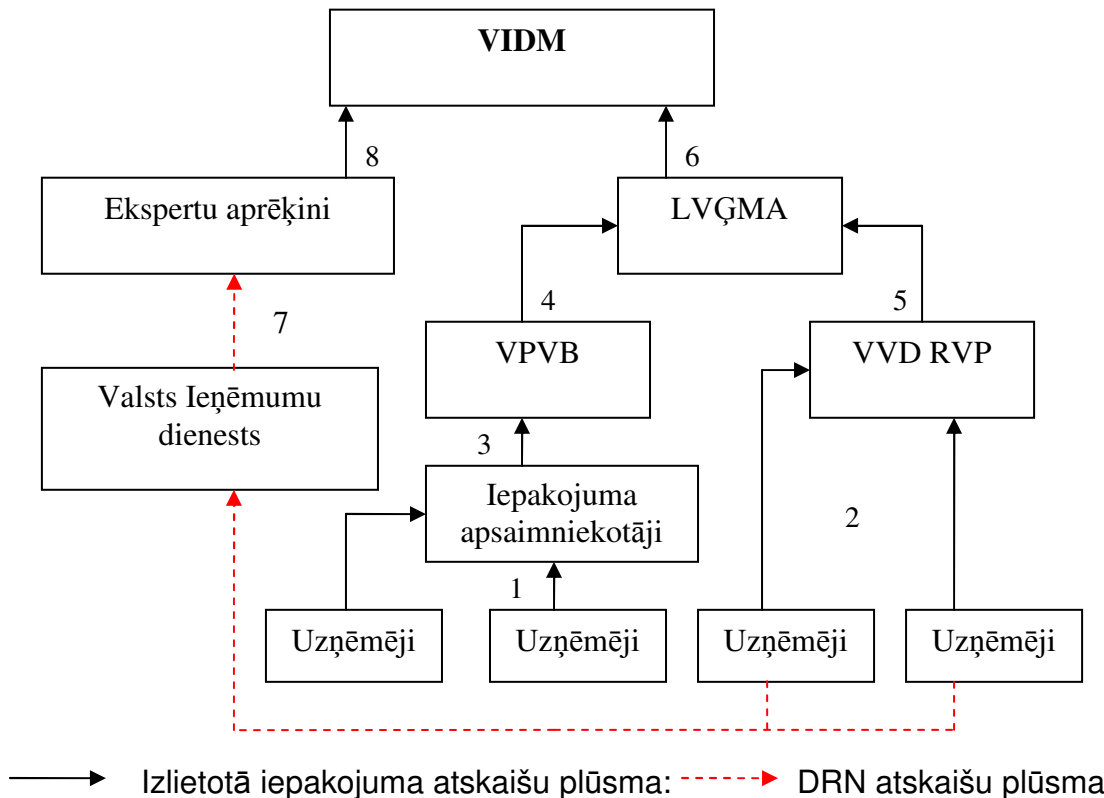 VIDM
8
6
Ekspertu aprēķini
LVĢMA
7
4
5
VPVB
VVD RVP
Valsts Ieņēmumu
dienests
3
Iepakojuma
apsaimniekotāji
2
1
Uzņēmēji
Uzņēmēji
Uzņēmēji
Uzņēmēji
Izlietotā iepakojuma atskaišu plūsma:
DRN atskaišu plūsma